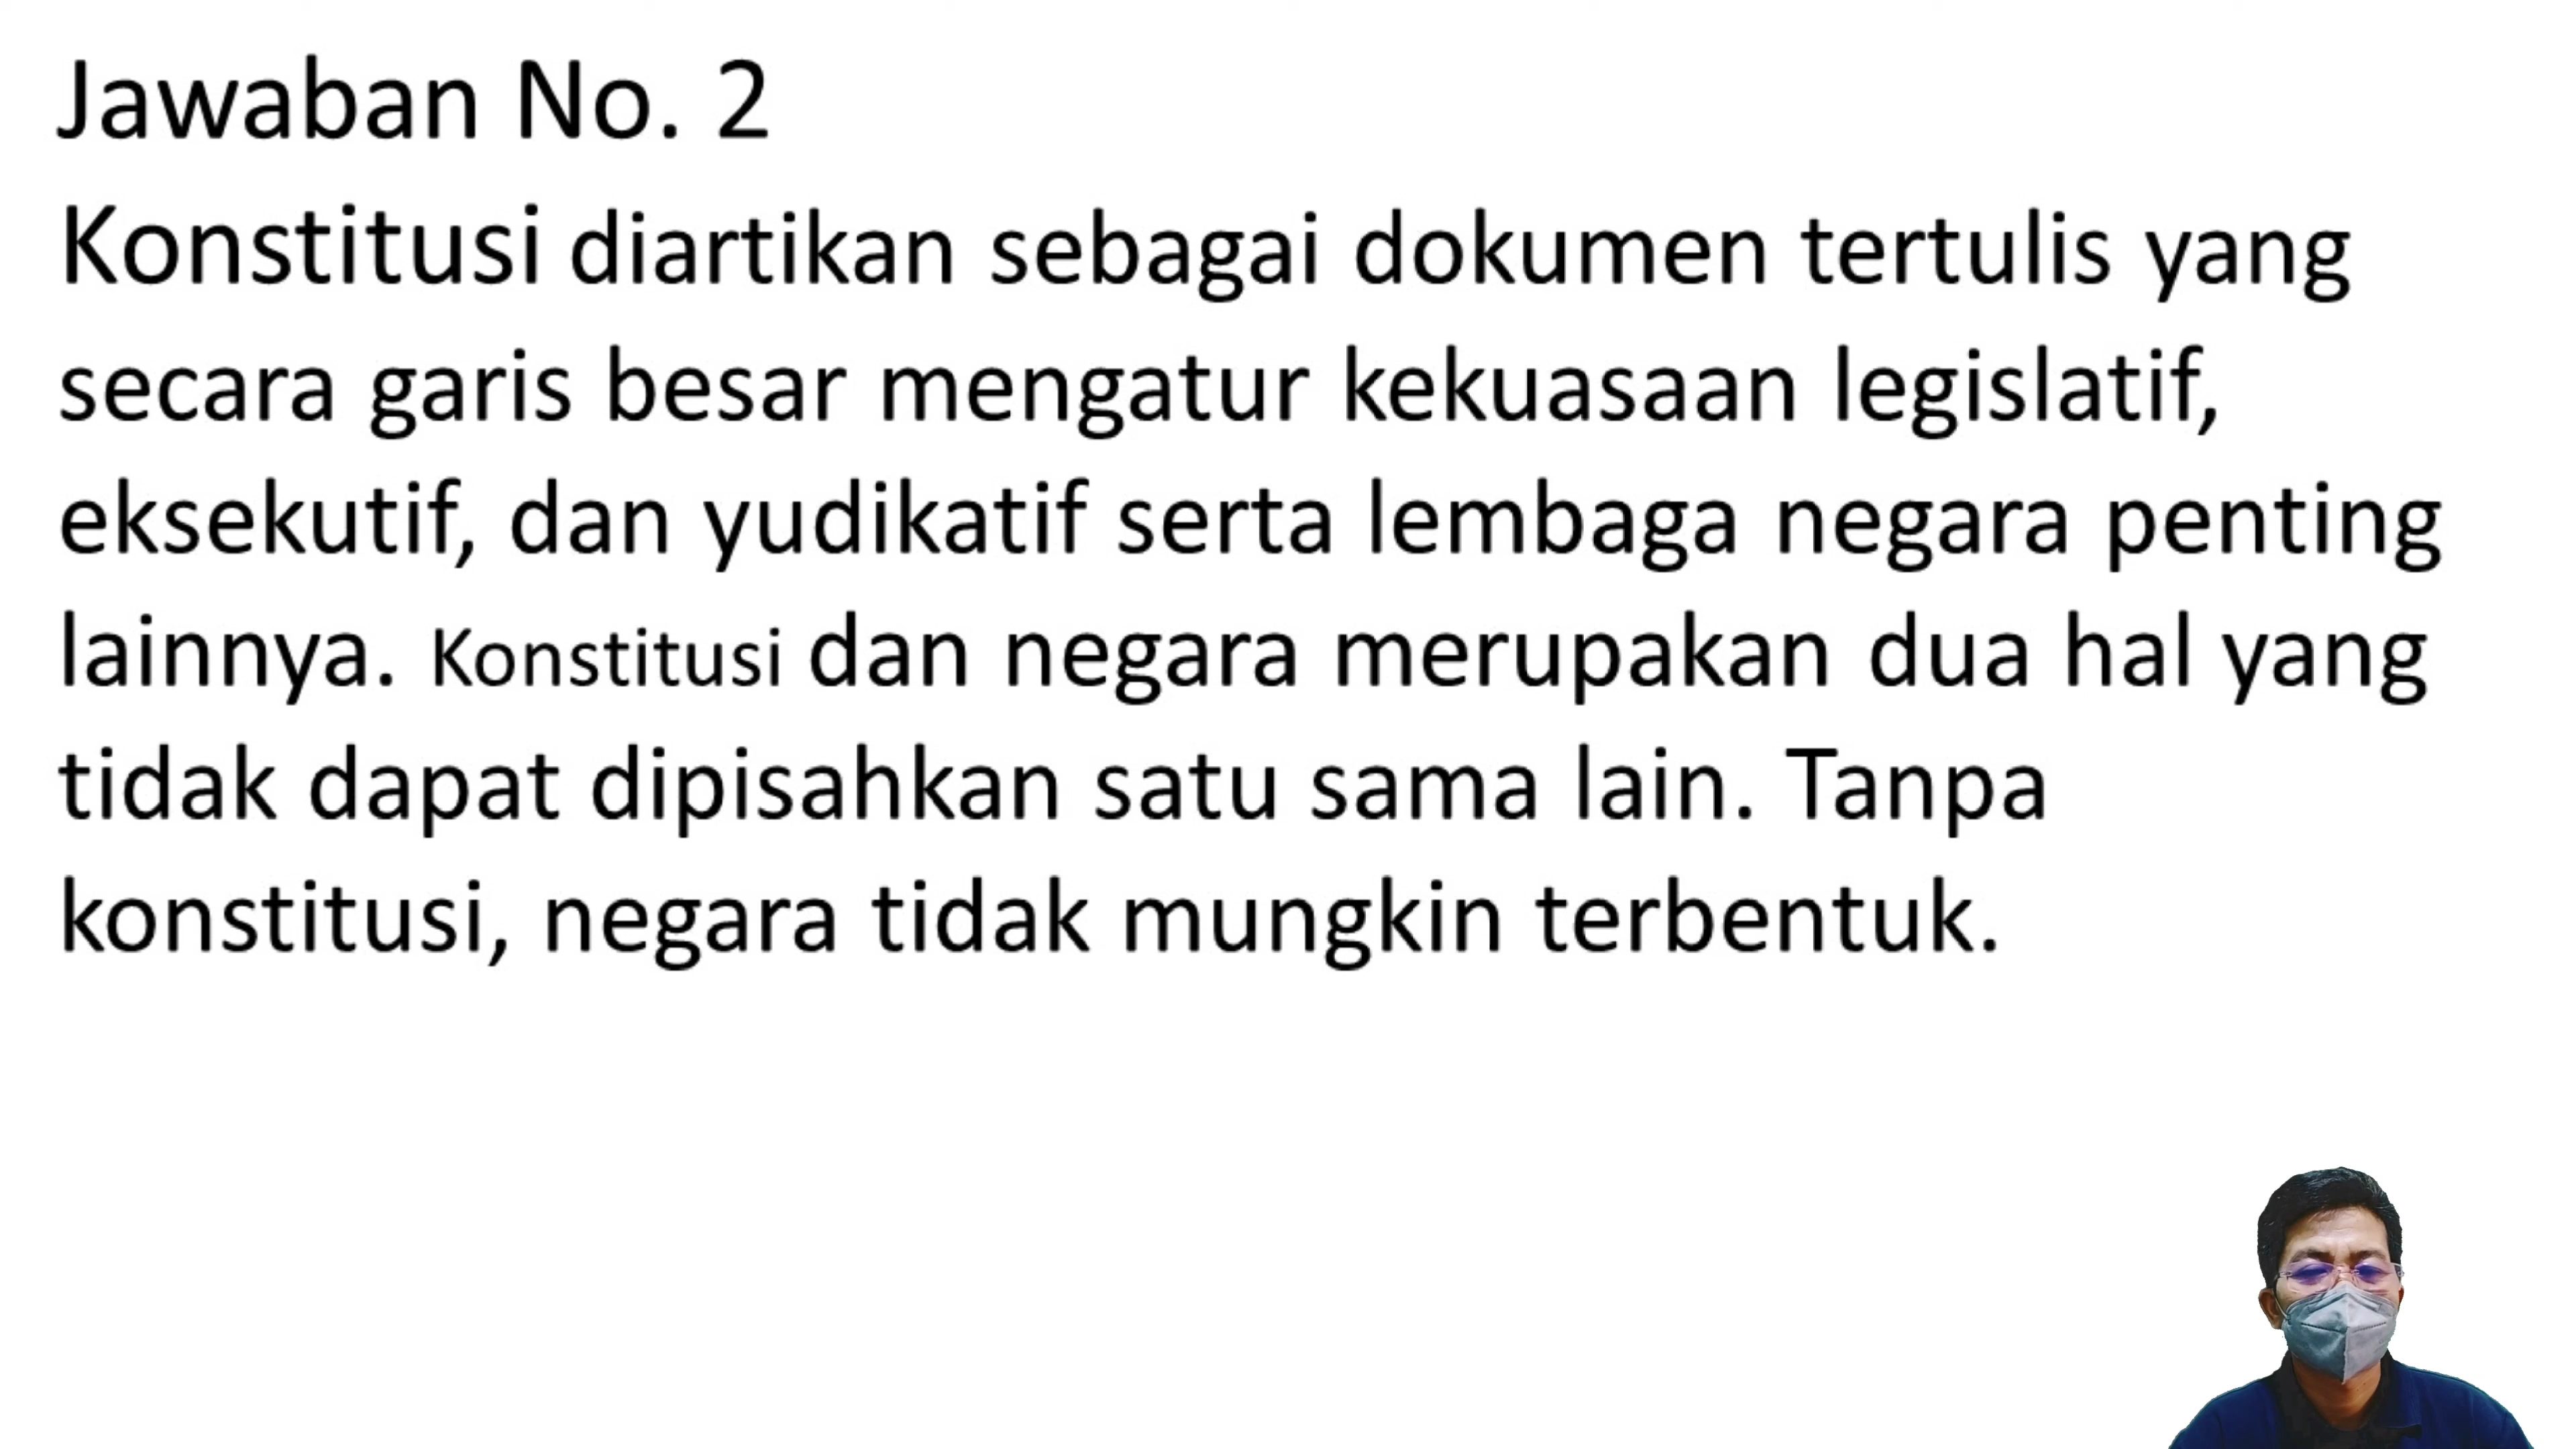 Jawaban No. 2
Konstitusi diartikan sebagai dokumen tertulis yang
secara garis besar mengatur kekuasaan legislatif,
eksekutif, dan yudikatif serta lembaga negara penting
lainnya. Konstitusi dan negara merupakan dua hal yang
tidak dapat dipisahkan satu sama lain. Tanpa
konstitusi, negara tidak mungkin terbentuk.